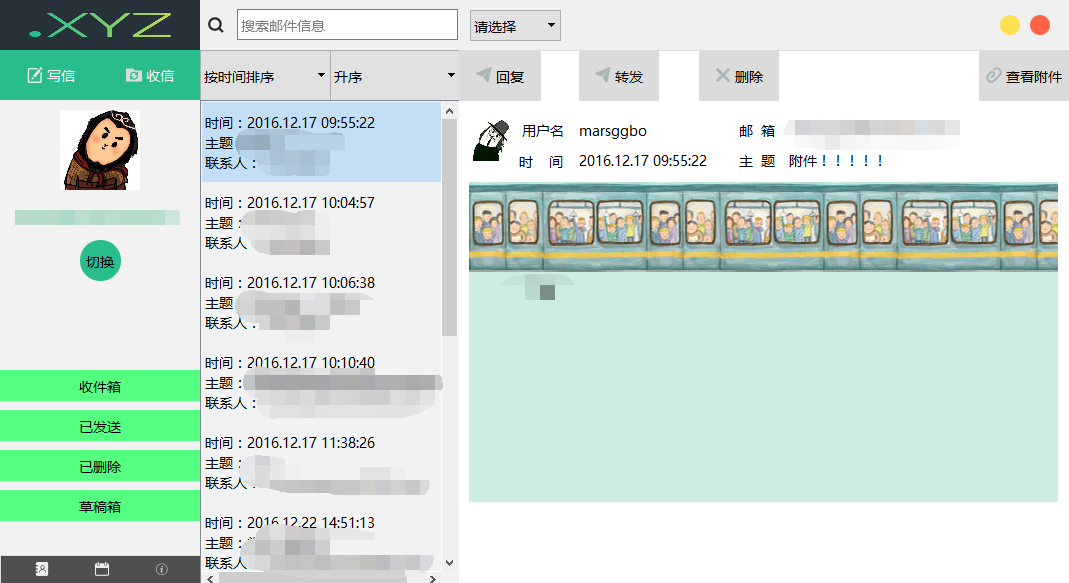 .XYZ
搜索邮件信息
请选择
写信
收信
按时间排序
升序
回复
转发
删除
查看附件
切换
收件箱
已发送
已删除
草稿箱
时间：2016.12.17 09:55:22
主题
联系人：
时间：2016.12.17 10:04:57
主题：
联系人
时间：2016.12.17 10:06:38
主题
联系人：
时间：2016.12.17 10:10:40
主题：
联系人：
时间：2016.12.17 11:38:26
主题：
联系人
时间：2016.12.22 14:51:13
主题：
联系人
用户名 marsggbo 邮 箱
时 间 2016.12.17 09:55:22 主 题 附件！！！！！